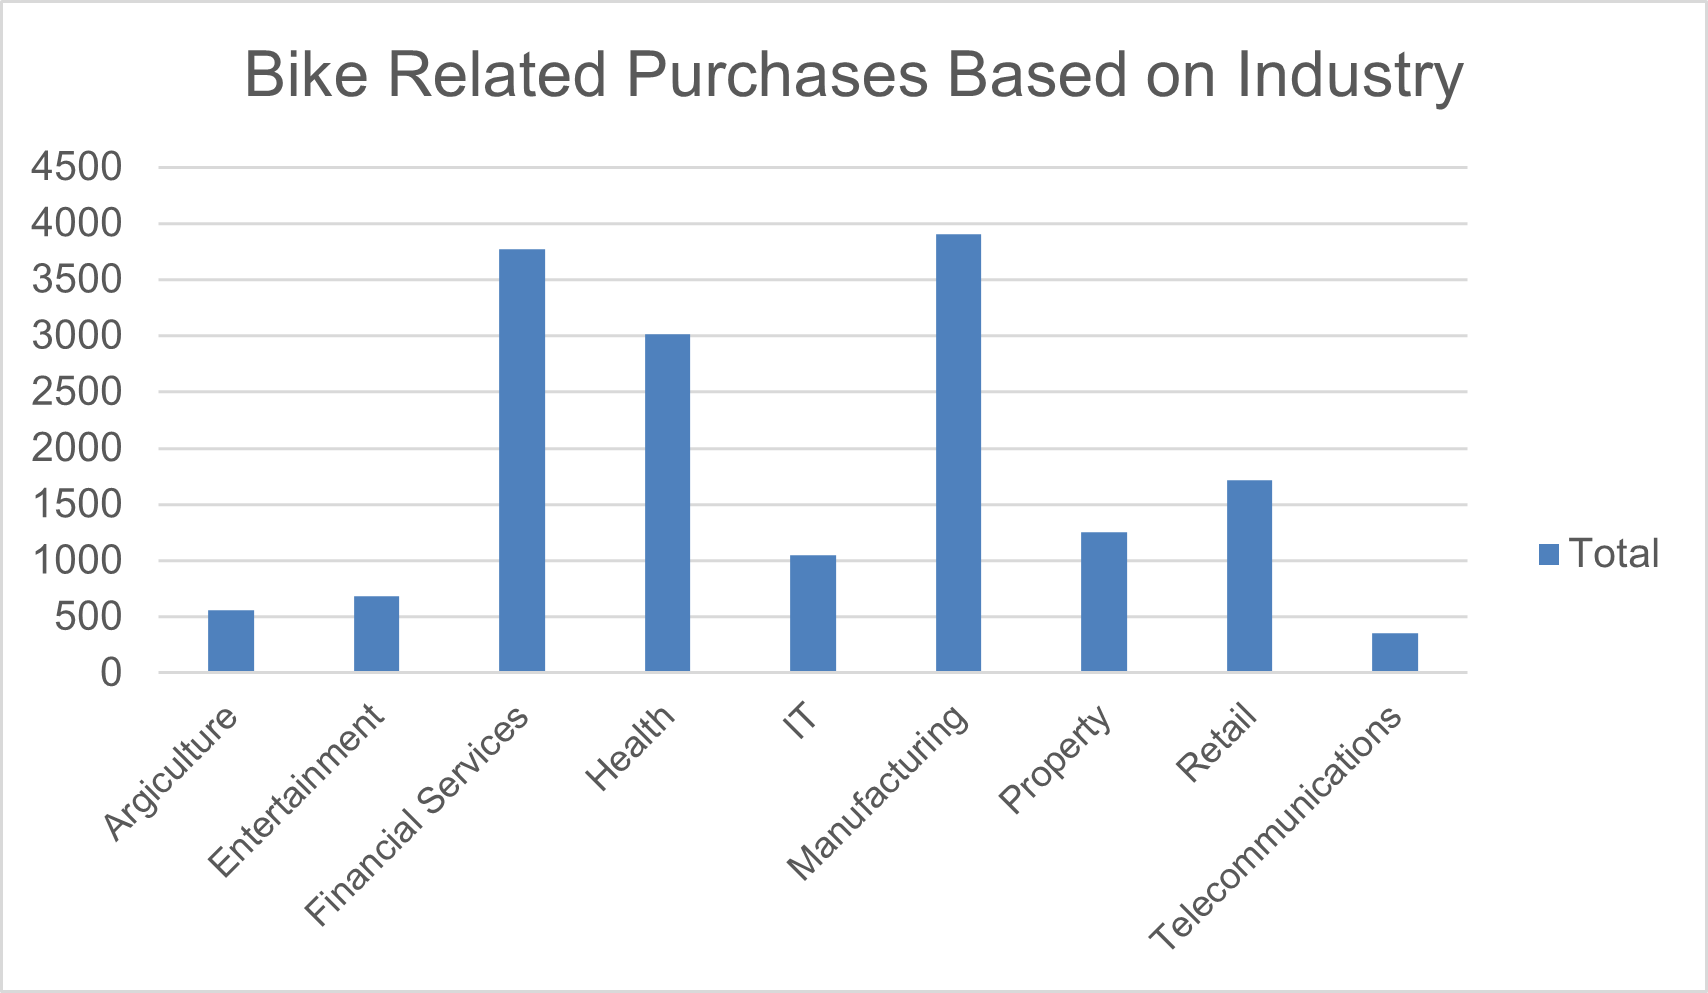 Bike Related Purchases Based on Industry
4500
4000
3500
3000
2500
2000
1500
1000
500
0
Argiculture
Entertainment
Financial Services
Health
IT
Manufacturing
Property
Retail
Telecommunications
Total